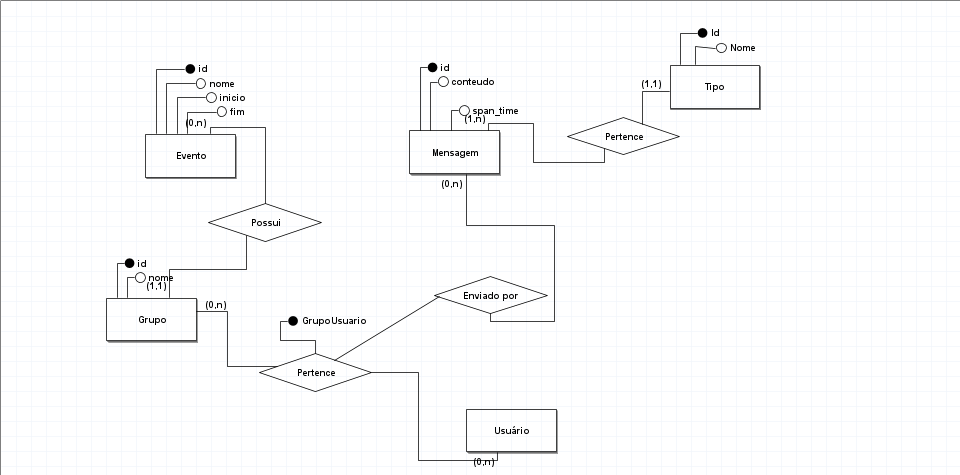 Id
Nome
id
conteudo
id
nome
inicio
fim
(1,1)
Tipo
span_time
(1,n)
(0,n)
Pertence
Mensagem
Evento
(0,n)
Possui
id
nome
(1,1)
Enviado por
(0,n)
Grupo
GrupoUsuario
Pertence
Usuário
(0,n)